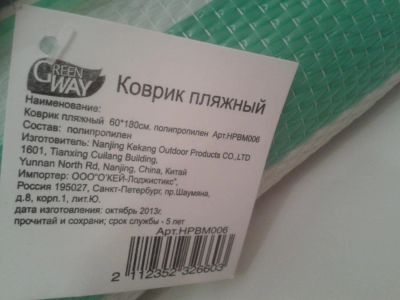 GREEN
WAY
Коврик пляжный
Наименование:
Коврик пляжный 60*180см. полипропилен Арт.HPBM006
Состав: полипропилен
Изготовитель: Nanjing Kekang Outdoor Products CO.,LTD
1601, Tianxing Cuilang Building,
Yunnan North Rd, Nanjing, China, Китай
Импортер: ООО"О'КЕЙ-Лоджистикс",
Россия 195027, Санкт-Петербург, пр.Шаумяна,
д.8, корп.1, лит.Ю.
дата изготовления: октябрь 2013г.
прочитай и сохрани; срок службы - 5 лет
Арт.HPBM006
2 112352 326603